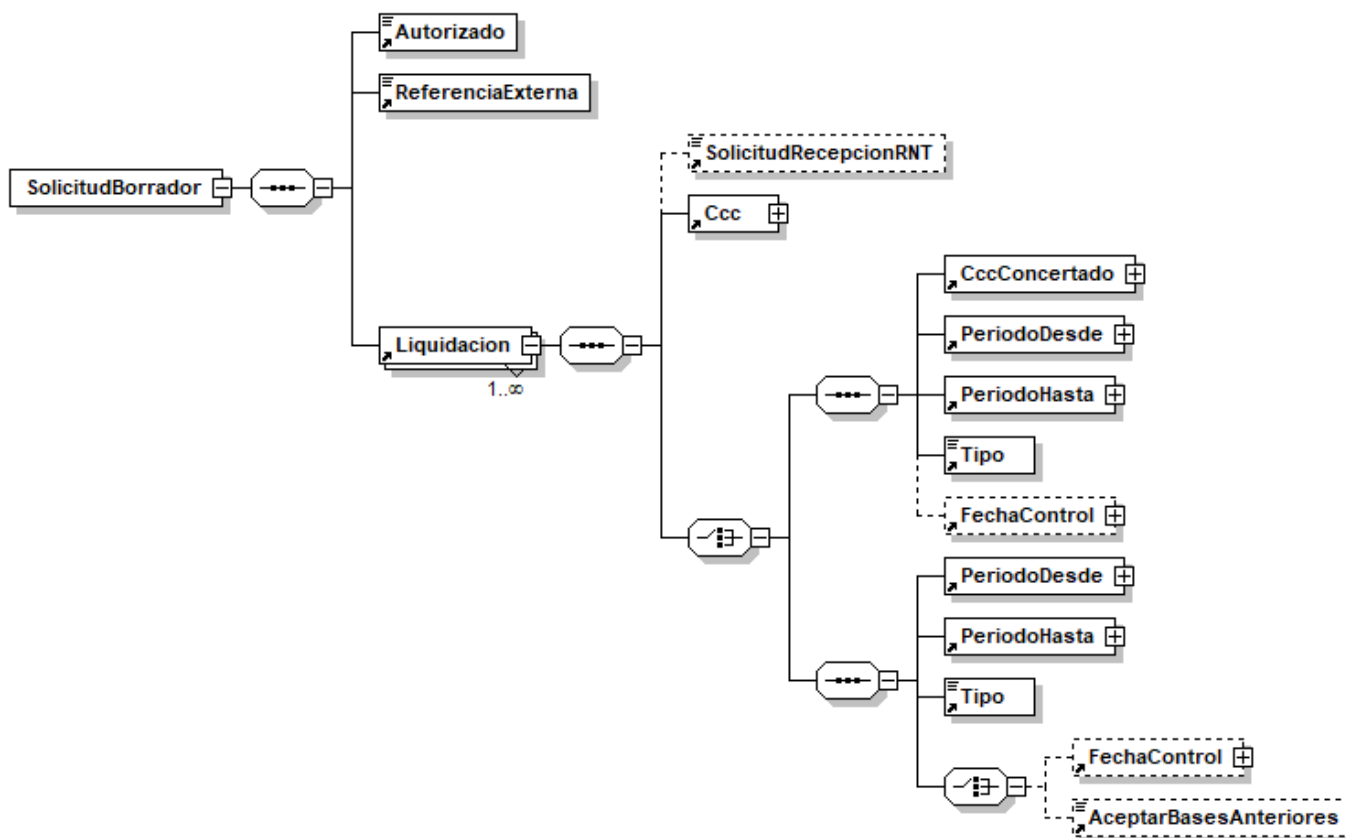 Autorizado
ReferenciaExterna
SolicitudRecepcionRNT
SolicitudBorrador
Ccc
CccConcertado
PeriodoDesde
Liquidacion
1..∞
PeriodoHasta
Tipo
FechaControl
PeriodoDesde
PeriodoHasta
Tipo
FechaControl
AceptarBasesAnteriores